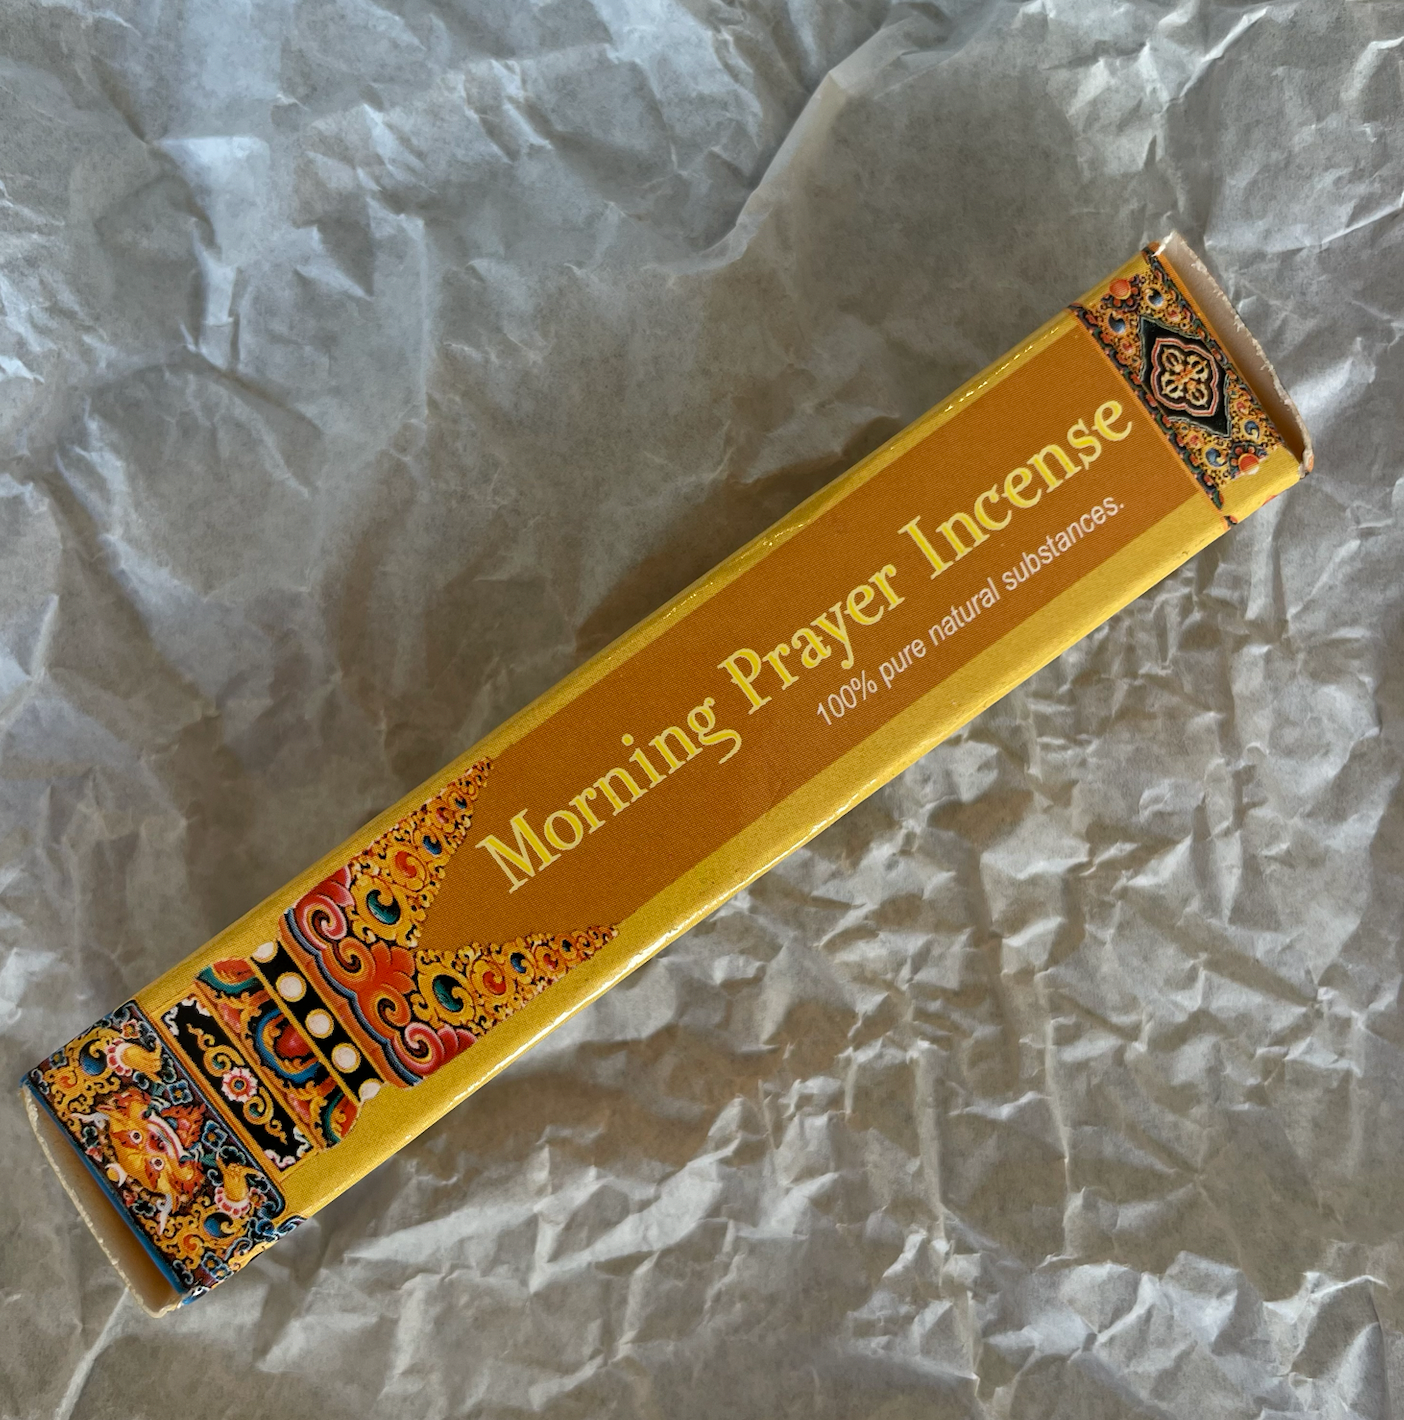 Morning Prayer Incense
100% pure natural substances.